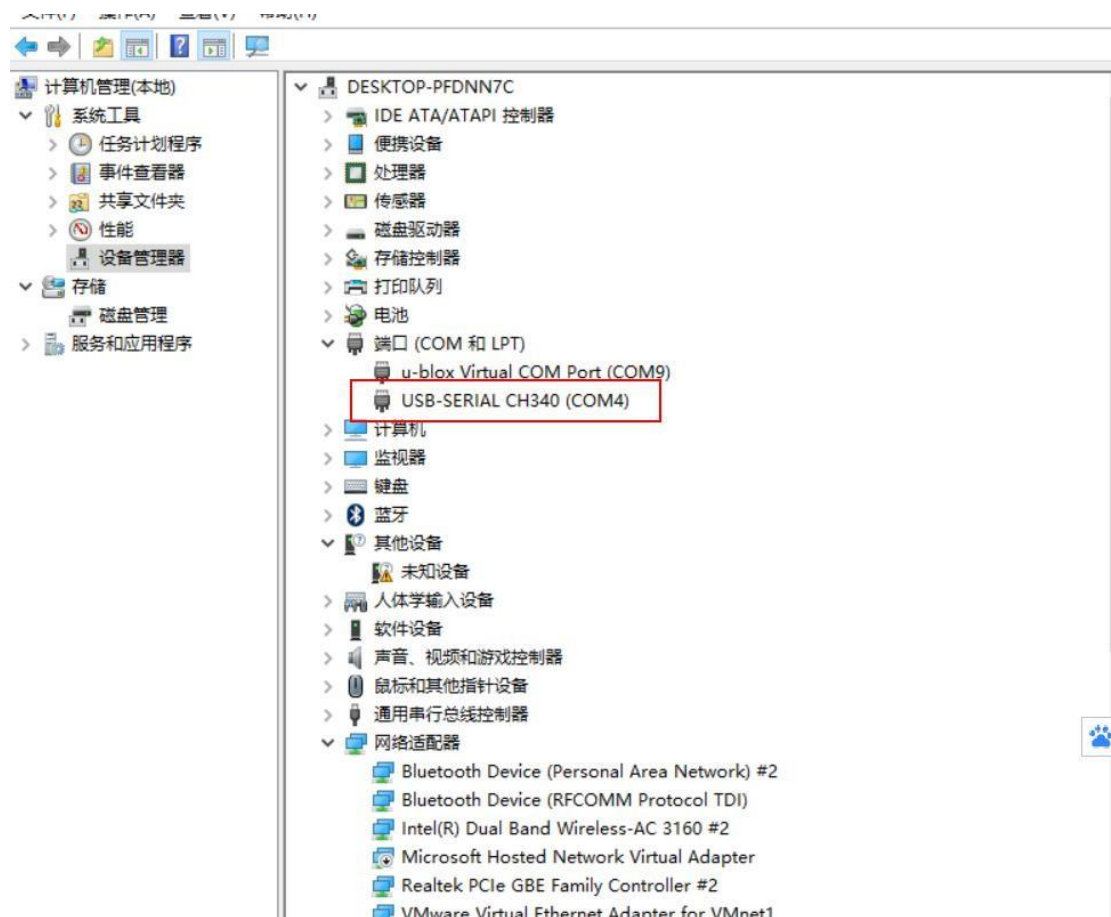 计算机管理(本地)
系统工具
任务计划程序
事件查看器
共享文件夹
性能
设备管理器
存储
磁盘管理
服务和应用程序
DESKTOP-PFDNN7C
IDE ATA/ATAPI 控制器
便携设备
处理器
传感器
磁盘驱动器
存储控制器
打印队列
电池
端口 (COM 和 LPT)
u-blox Virtual COM Port (COM9)
USB-SERIAL CH340 (COM4)
计算机
监视器
键盘
蓝牙
其他设备
未知设备
人体学输入设备
软件设备
声音、视频和游戏控制器
鼠标和其他指针设备
通用串行总线控制器
网络适配器
Bluetooth Device (Personal Area Network) #2
Bluetooth Device (RFCOMM Protocol TDI)
Intel(R) Dual Band Wireless-AC 3160 #2
Microsoft Hosted Network Virtual Adapter
Realtek PCIe GBE Family Controller #2
VMware Virtual Ethernet Adapter for VMnet1